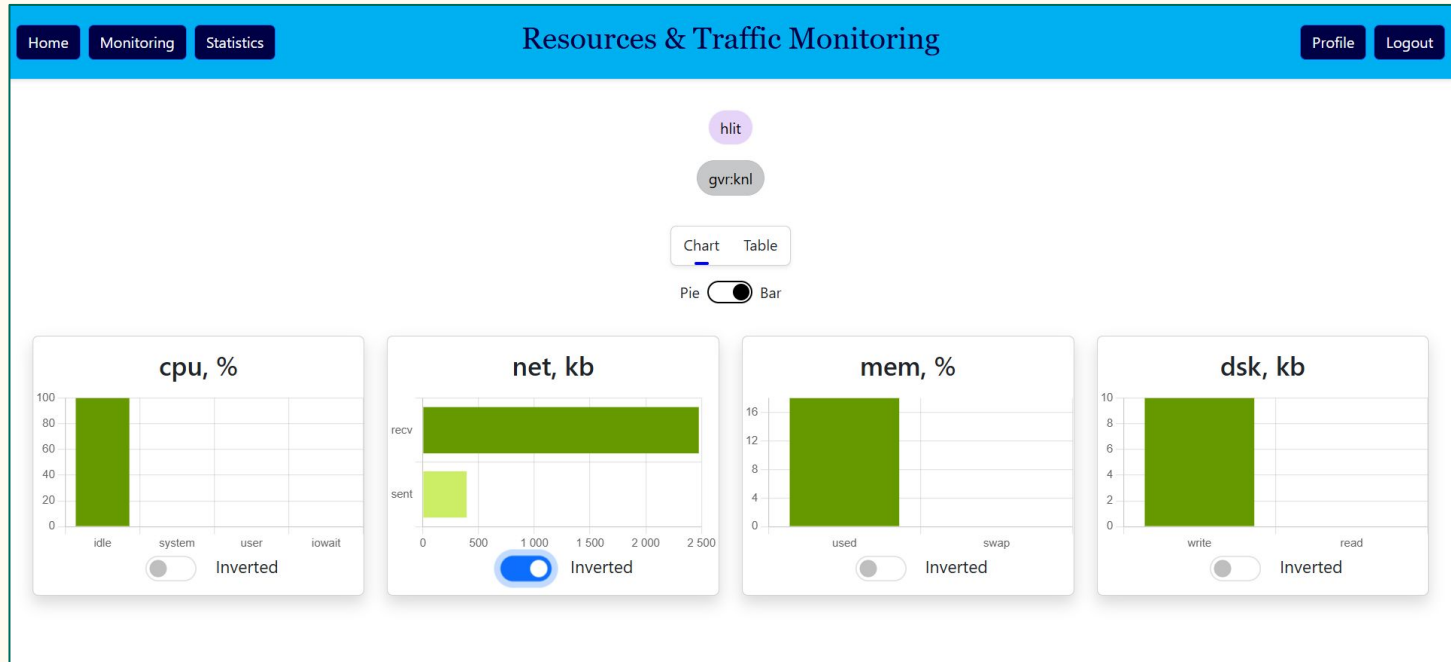 Home Monitoring Statistics Resources & Traffic Monitoring Profile Logout
hlit
gvr:knl
Chart Table
Pie Bar
cpu, %
100
80
60
40
20
0
idle system user iowait
Inverted
net, kb
recv
sent
0 500 1 000 1 500 2 000 2 500
Inverted
mem, %
16
12
8
4
0
used swap
Inverted
dsk, kb
10
8
6
4
2
0
write read
Inverted